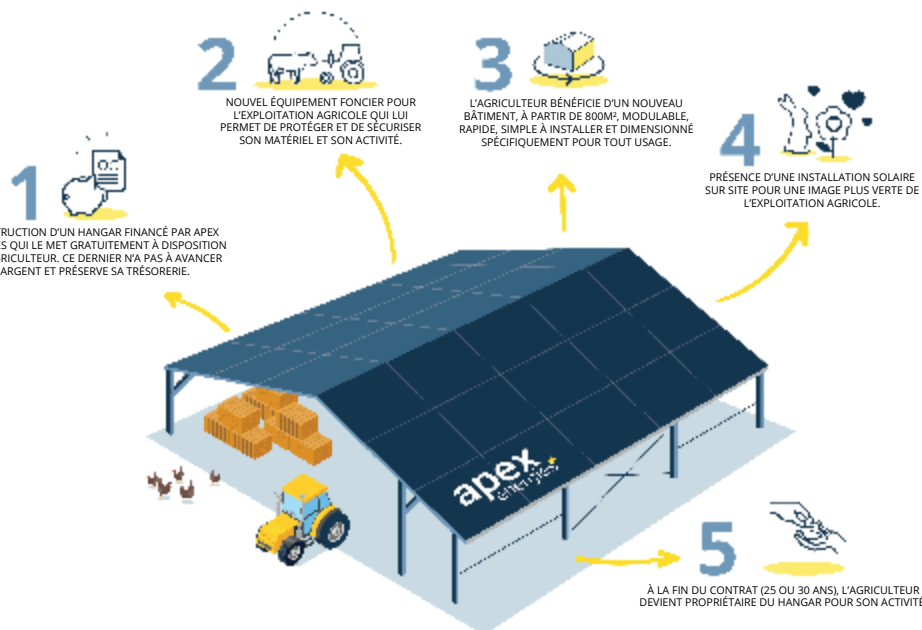 1
TRUCTION D'UN HANGAR FINANCÉ PAR APEX
S QUI LE MET GRATUITEMENT À DISPOSITION
GRICULTEUR. CE DERNIER N'A PAS À AVANCER
ARGENT ET PRÉSERVE SA TRÉSORERIE.
2
NOUVEL ÉQUIPEMENT FONCIER POUR
L'EXPLOITATION AGRICOLE QUI LUI
PERMET DE PROTÉGER ET DE SÉCURISER
SON MATÉRIEL ET SON ACTIVITÉ.
3
L'AGRICULTEUR BÉNÉFICIE D'UN NOUVEAU
BÂTIMENT, À PARTIR DE 800M², MODULABLE,
RAPIDE, SIMPLE À INSTALLER ET DIMENSIONNÉ
SPÉCIFIQUEMENT POUR TOUT USAGE.
4
PRÉSENCE D'UNE INSTALLATION SOLAIRE
SUR SITE POUR UNE IMAGE PLUS VERTE DE
L'EXPLOITATION AGRICOLE.
apex
energies
5
À LA FIN DU CONTRAT (25 OU 30 ANS), L'AGRICULTEUR
DEVIENT PROPRIÉTAIRE DU HANGAR POUR SON ACTIVITÉ